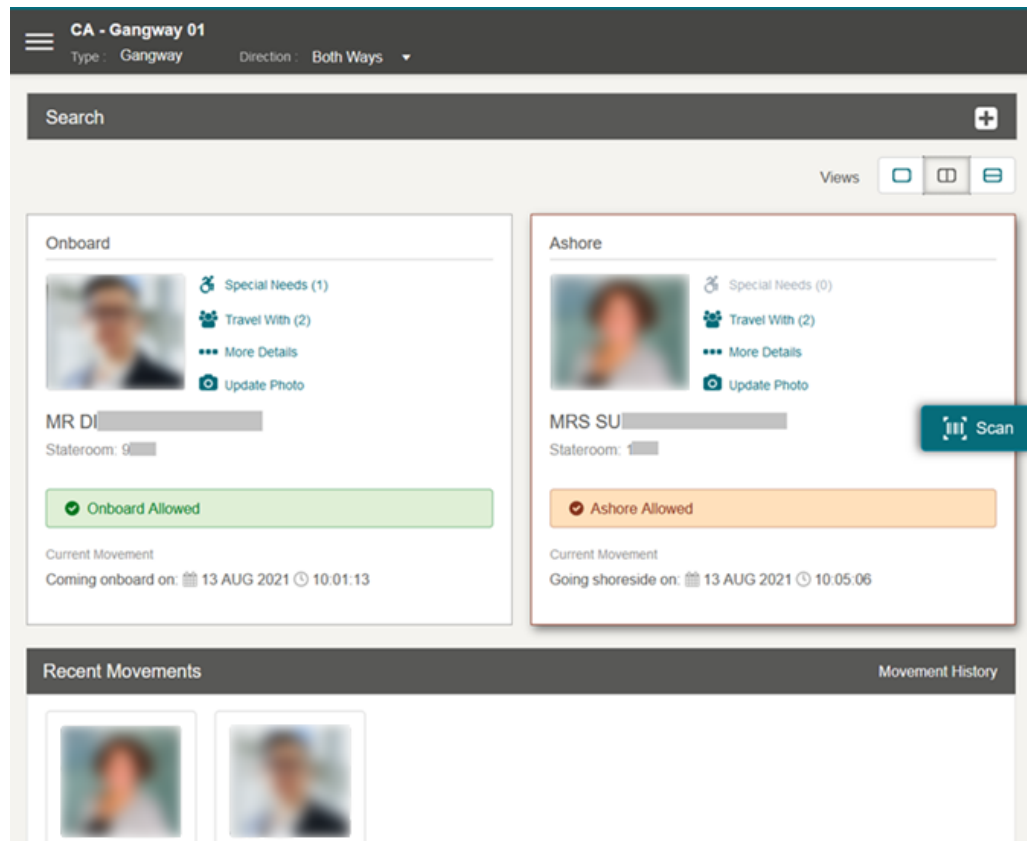 CA - Gangway 01
Type : Gangway Direction : Both Ways
Search
Views
Onboard
Special Needs (1)
Travel With (2)
More Details
Update Photo
MR DI
Stateroom: 9
Onboard Allowed
Current Movement
Coming onboard on: 13 AUG 2021 10:01:13
Ashore
Special Needs (0)
Travel With (2)
More Details
Update Photo
MRS SU
Stateroom: 1
Ashore Allowed
Current Movement
Going shoreside on: 13 AUG 2021 10:05:06
Scan
Recent Movements Movement History